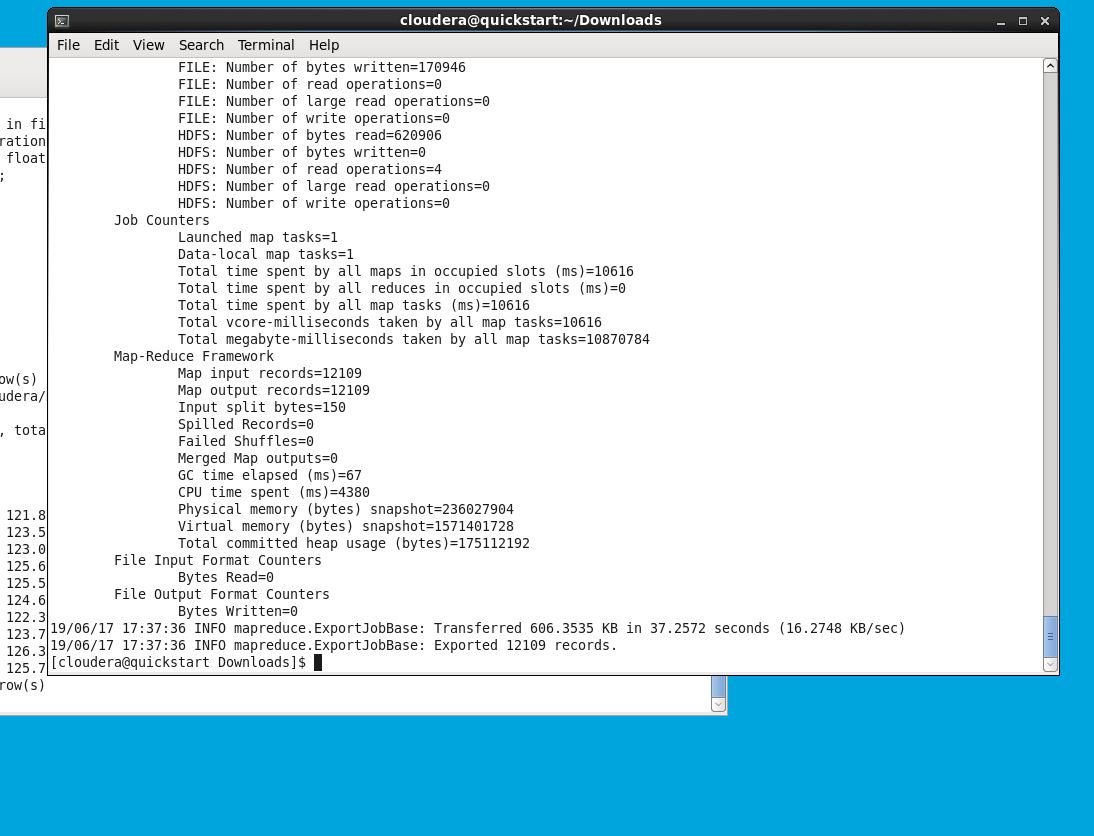 cloudera@quickstart:~/Downloads
File Edit View Search Terminal Help
FILE: Number of bytes written=170946
FILE: Number of read operations=0
FILE: Number of large read operations=0
FILE: Number of write operations=0
HDFS: Number of bytes read=620906
HDFS: Number of bytes written=0
HDFS: Number of read operations=4
HDFS: Number of large read operations=0
HDFS: Number of write operations=0
Job Counters
Launched map tasks=1
Data-local map tasks=1
Total time spent by all maps in occupied slots (ms)=10616
Total time spent by all reduces in occupied slots (ms)=0
Total time spent by all map tasks (ms)=10616
Total vcore-milliseconds taken by all map tasks=10616
Total megabyte-milliseconds taken by all map tasks=10870784
Map-Reduce Framework
Map input records=12109
Map output records=12109
Input split bytes=150
Spilled Records=0
Failed Shuffles=0
Merged Map outputs=0
GC time elapsed (ms)=67
CPU time spent (ms)=4380
Physical memory (bytes) snapshot=236027904
Virtual memory (bytes) snapshot=1571401728
Total committed heap usage (bytes)=175112192
File Input Format Counters
Bytes Read=0
File Output Format Counters
Bytes Written=0
19/06/17 17:37:36 INFO mapreduce.ExportJobBase: Transferred 606.3535 KB in 37.2572 seconds (16.2748 KB/sec)
19/06/17 17:37:36 INFO mapreduce.ExportJobBase: Exported 12109 records.
[cloudera@quickstart Downloads]$
in fi
ration
float
;
ow(s)
udera/
, tota
121.8
123.5
123.0
125.6
125.5
124.6
122.3
123.7
126.3
125.7
row(s)